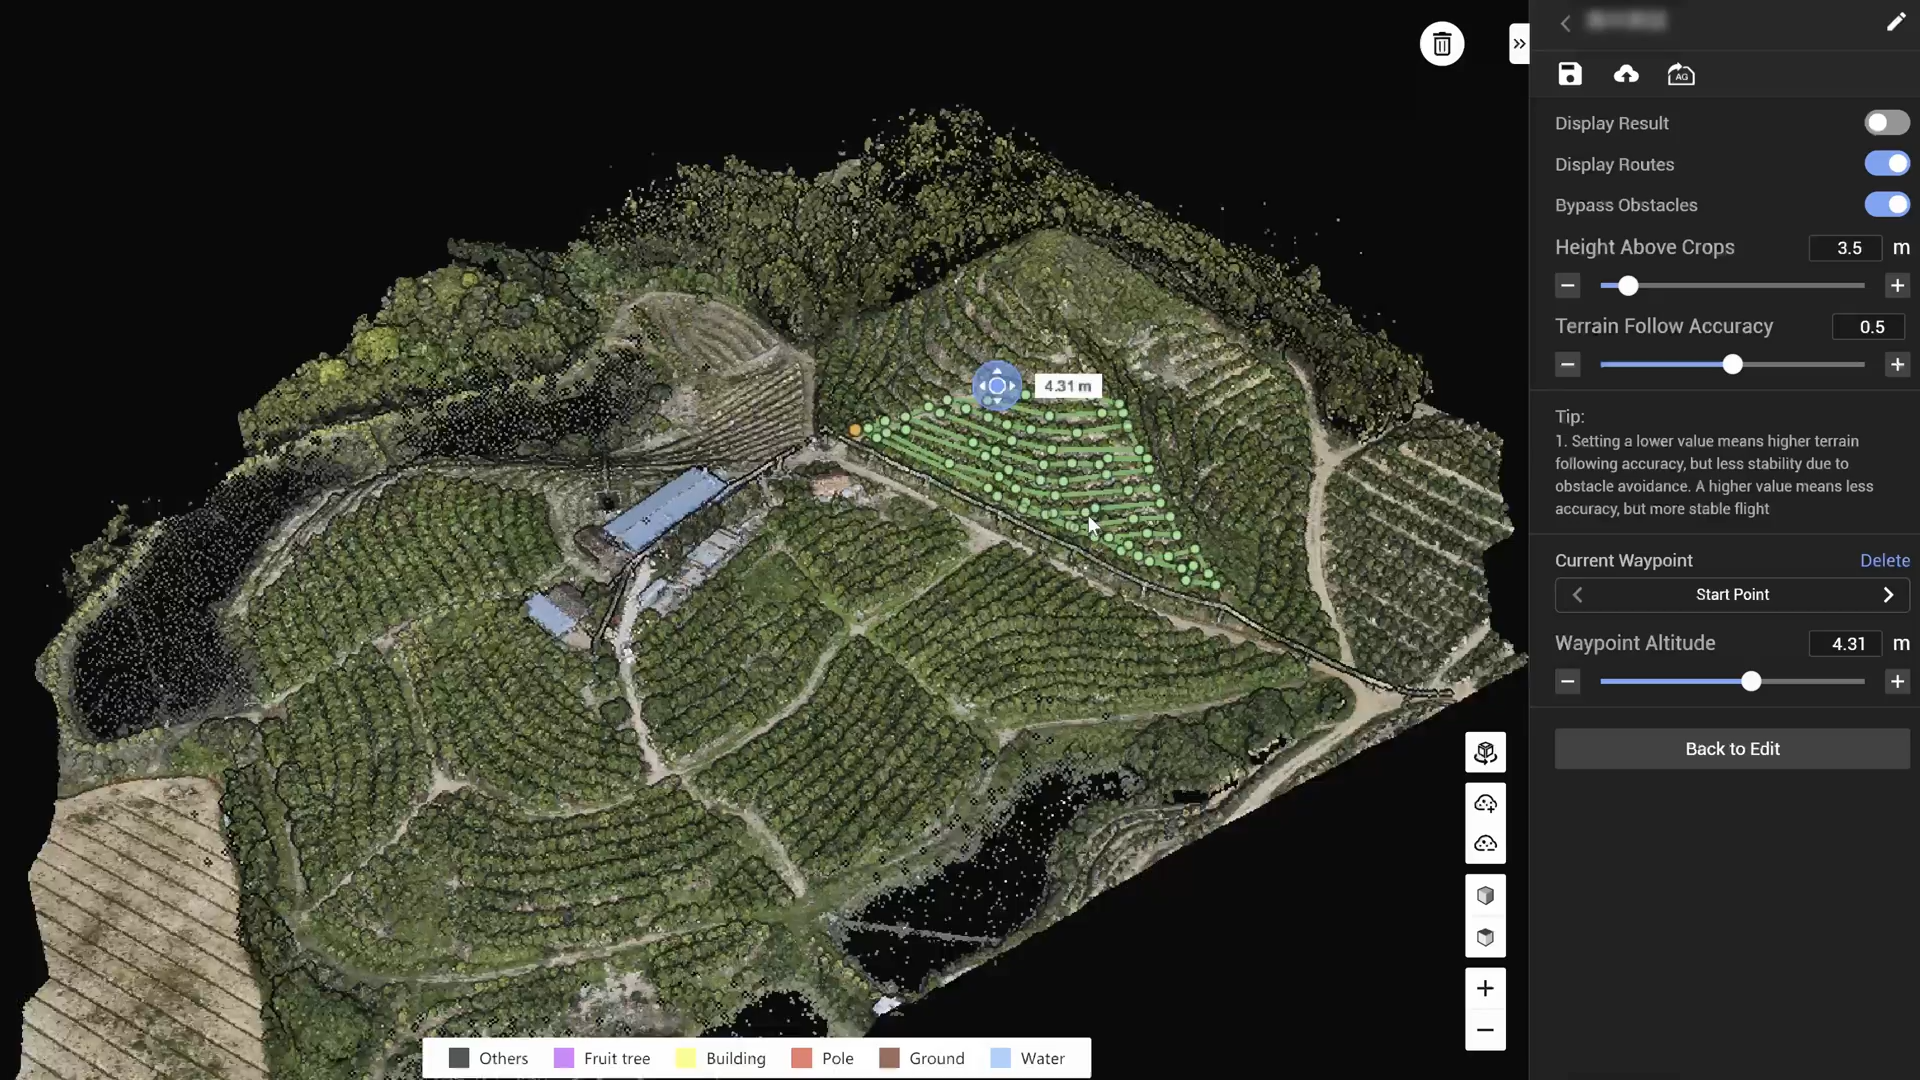 AG
Display Result
Display Routes
Bypass Obstacles
Height Above Crops 3.5 m
Terrain Follow Accuracy 0.5
Tip:
1. Setting a lower value means higher terrain
following accuracy, but less stability due to
obstacle avoidance. A higher value means less
accuracy, but more stable flight
Current Waypoint Delete
Start Point
Waypoint Altitude 4.31 m
Back to Edit
4.31 m
Others Fruit tree Building Pole Ground Water